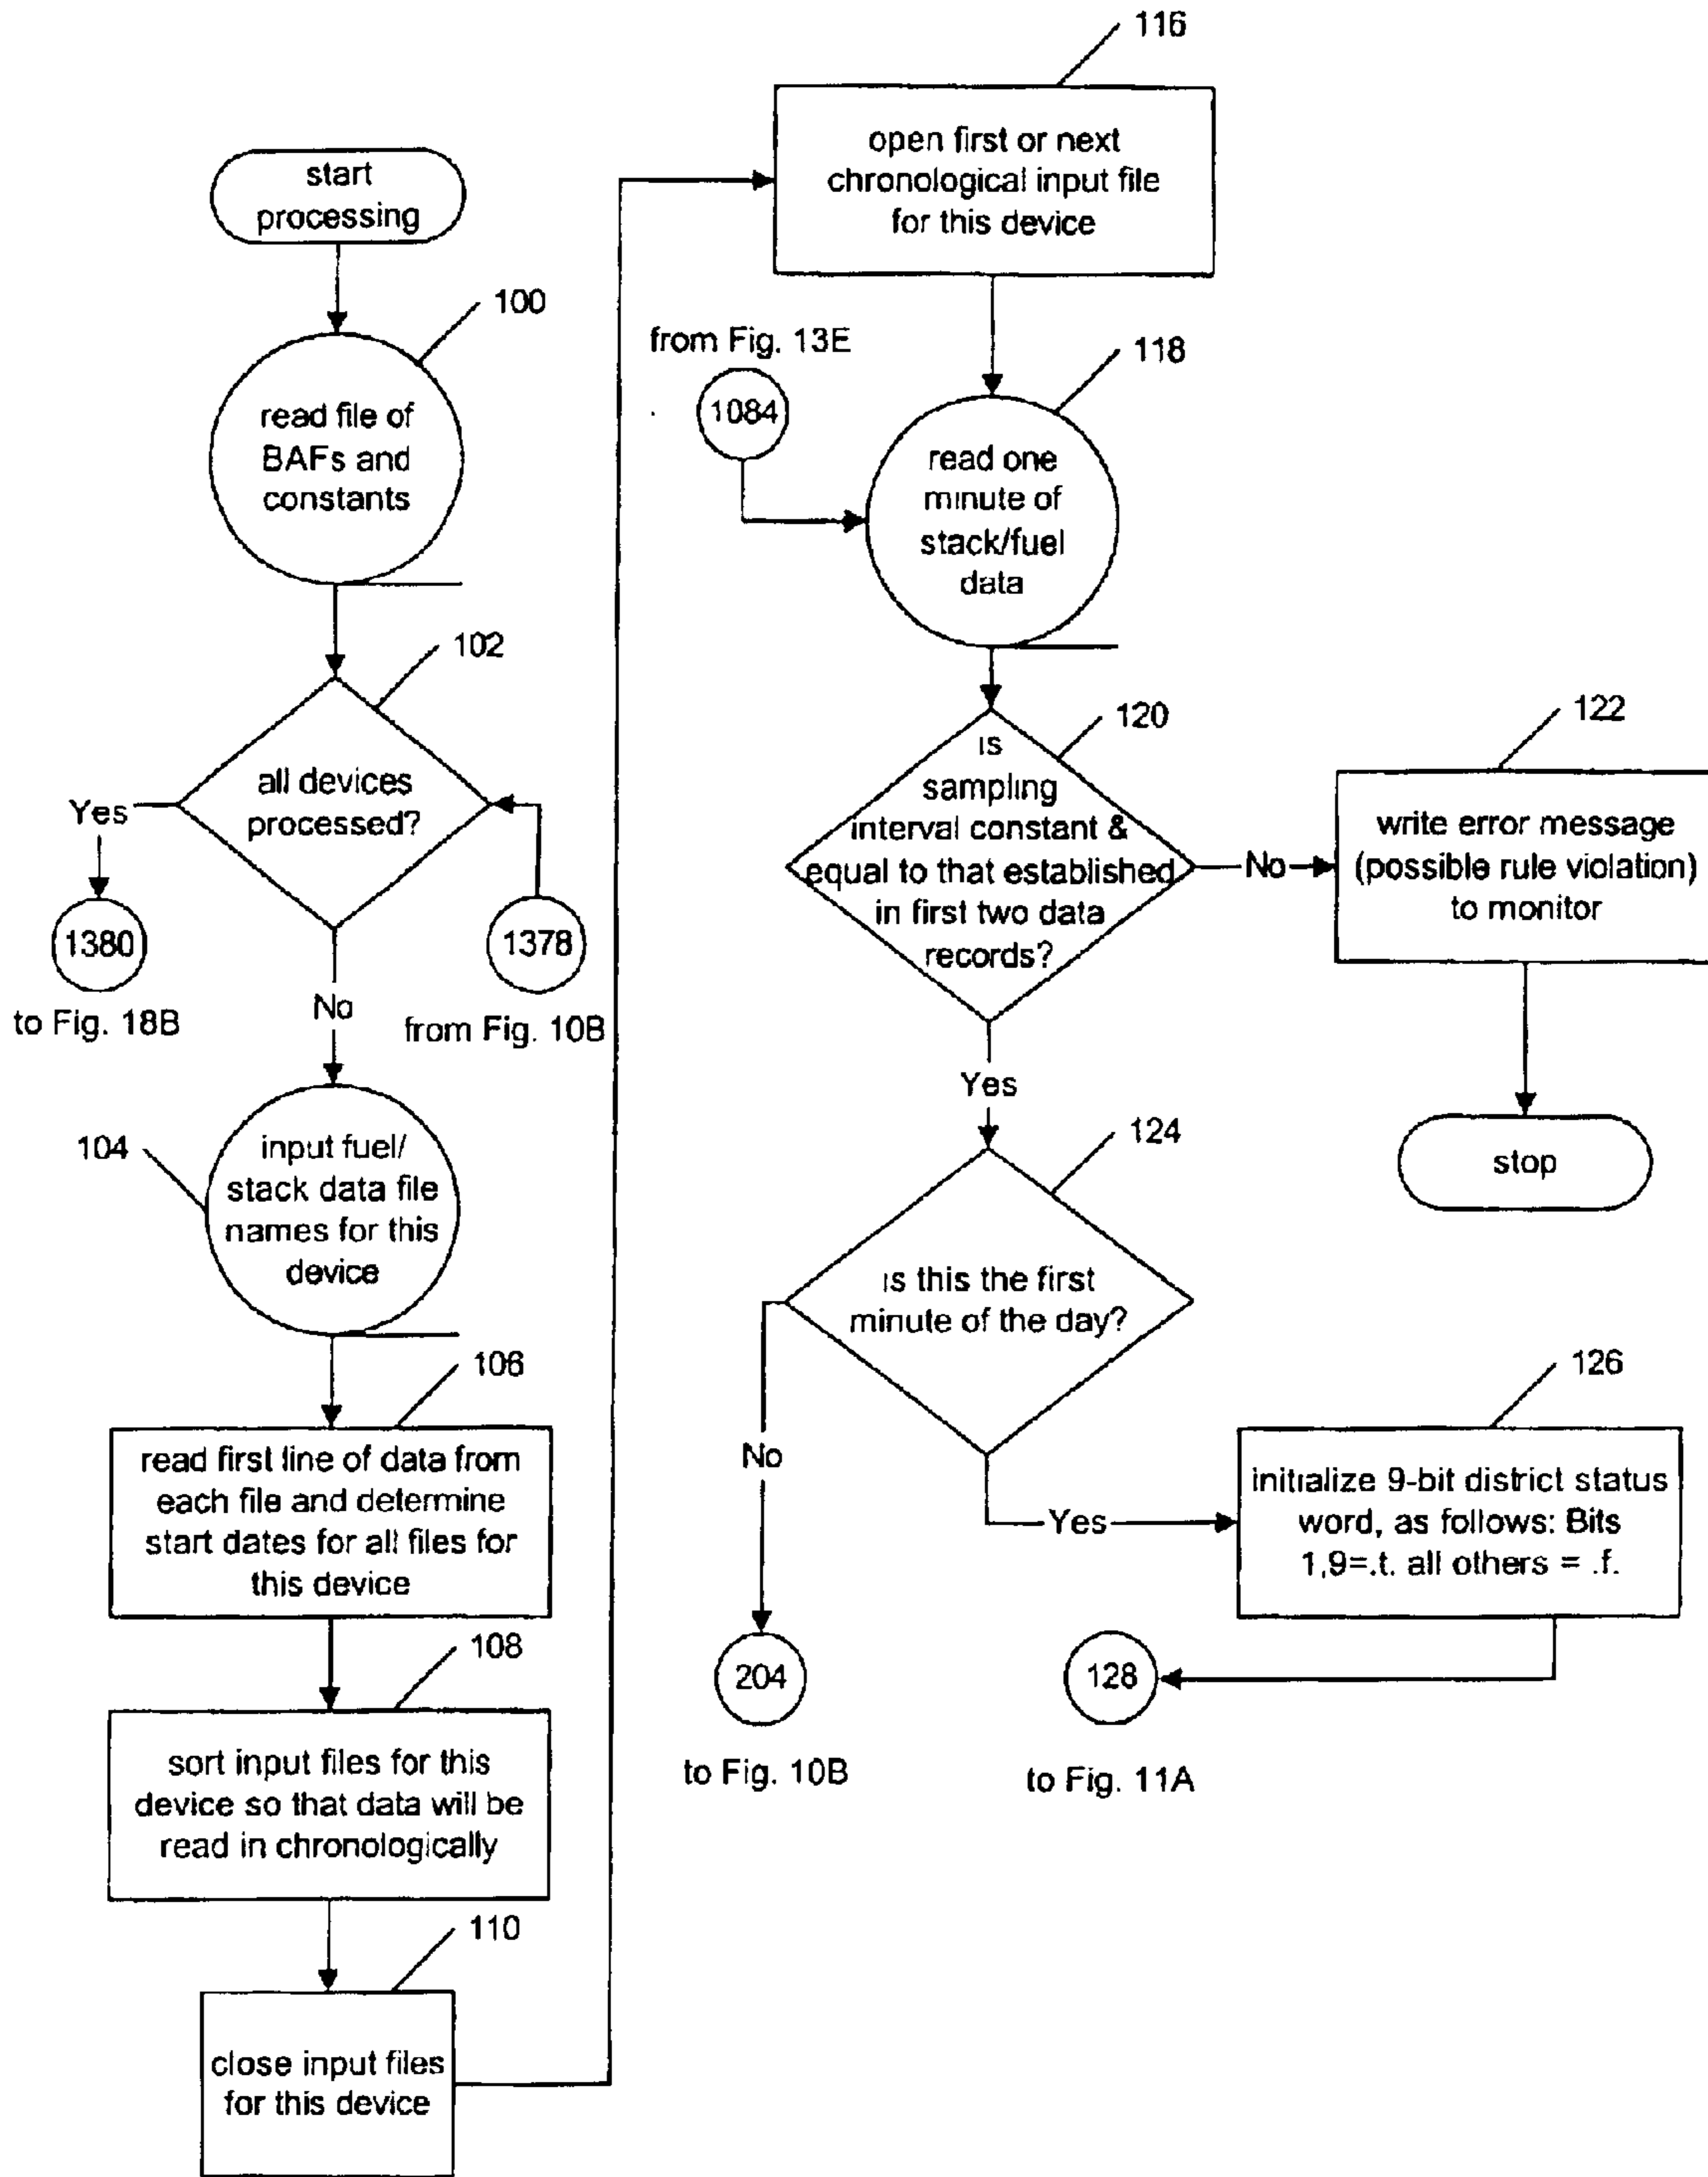 start
processing
100
read file of
BAFs and
constants
102
all devices
processed?
Yes
1380
to Fig. 18B
1378
from Fig. 10B
No
104
input fuel/
stack data file
names for this
device
106
read first line of data from
each file and determine
start dates for all files for
this device
108
sort input files for this
device so that data will be
read in chronologically
110
close input files
for this device
116
open first or next
chronological input file
for this device
from Fig. 13E
1084
118
read one
minute of
stack/fuel
data
120
is
sampling
interval constant &
equal to that established
in first two data
records?
No
122
write error message
(possible rule violation)
to monitor
stop
Yes
124
is this the first
minute of the day?
No
204
to Fig. 10B
Yes
126
initialize 9-bit district status
word, as follows: Bits
1,9=.t. all others = .f.
128
to Fig. 11A